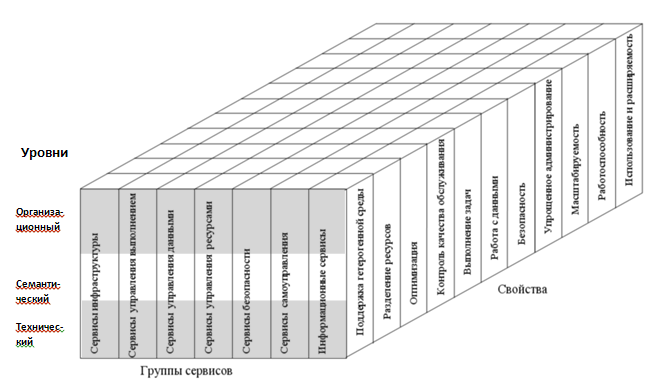 Уровни
Организа-
ционный
Семанти-
ческий
Техничес-
кий
Сервисы инфраструктуры
Сервисы управления выполнением
Сервисы управления данными
Сервисы управления ресурсами
Сервисы безопасности
Сервисы самоуправления
Информационные сервисы
Поддержка гетерогенной среды
Разделение ресурсов
Оптимизация
Контроль качества обслуживания
Выполнение задач
Работа с данными
Безопасность
Упрощенное администрирование
Масштабируемость
Работоспособность
Использование и расширяемость
Свойства
Группы сервисов